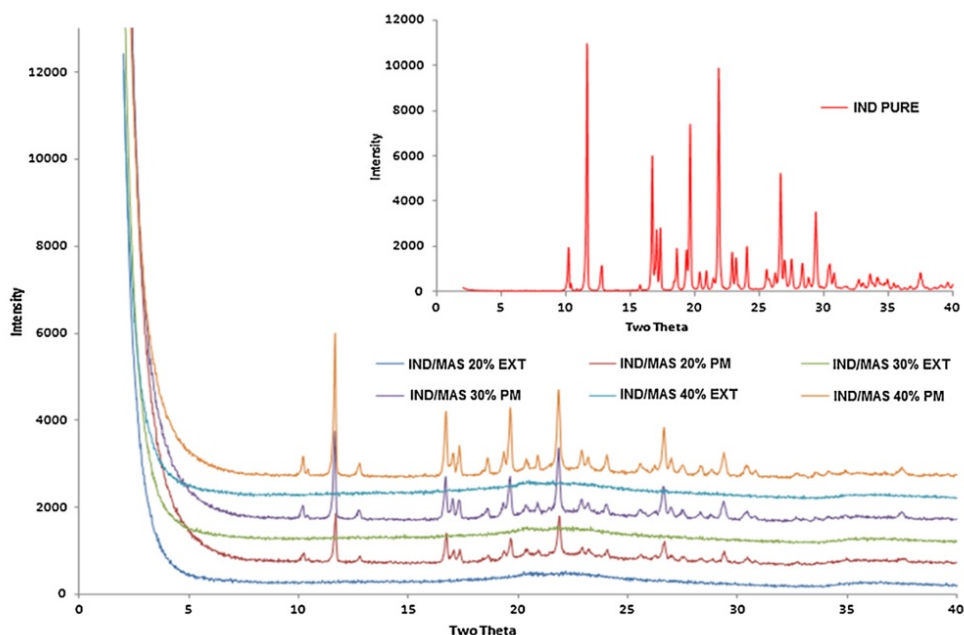 12000
10000
8000
6000
4000
2000
0
Intensity
0 5 10 15 20 25 30 35 40
Two Theta
IND PURE
12000
10000
8000
6000
4000
2000
0
Intensity
IND/MAS 20% EXT IND/MAS 20% PM IND/MAS 30% EXT
IND/MAS 30% PM IND/MAS 40% EXT IND/MAS 40% PM
0 5 10 15 20 25 30 35 40
Two Theta